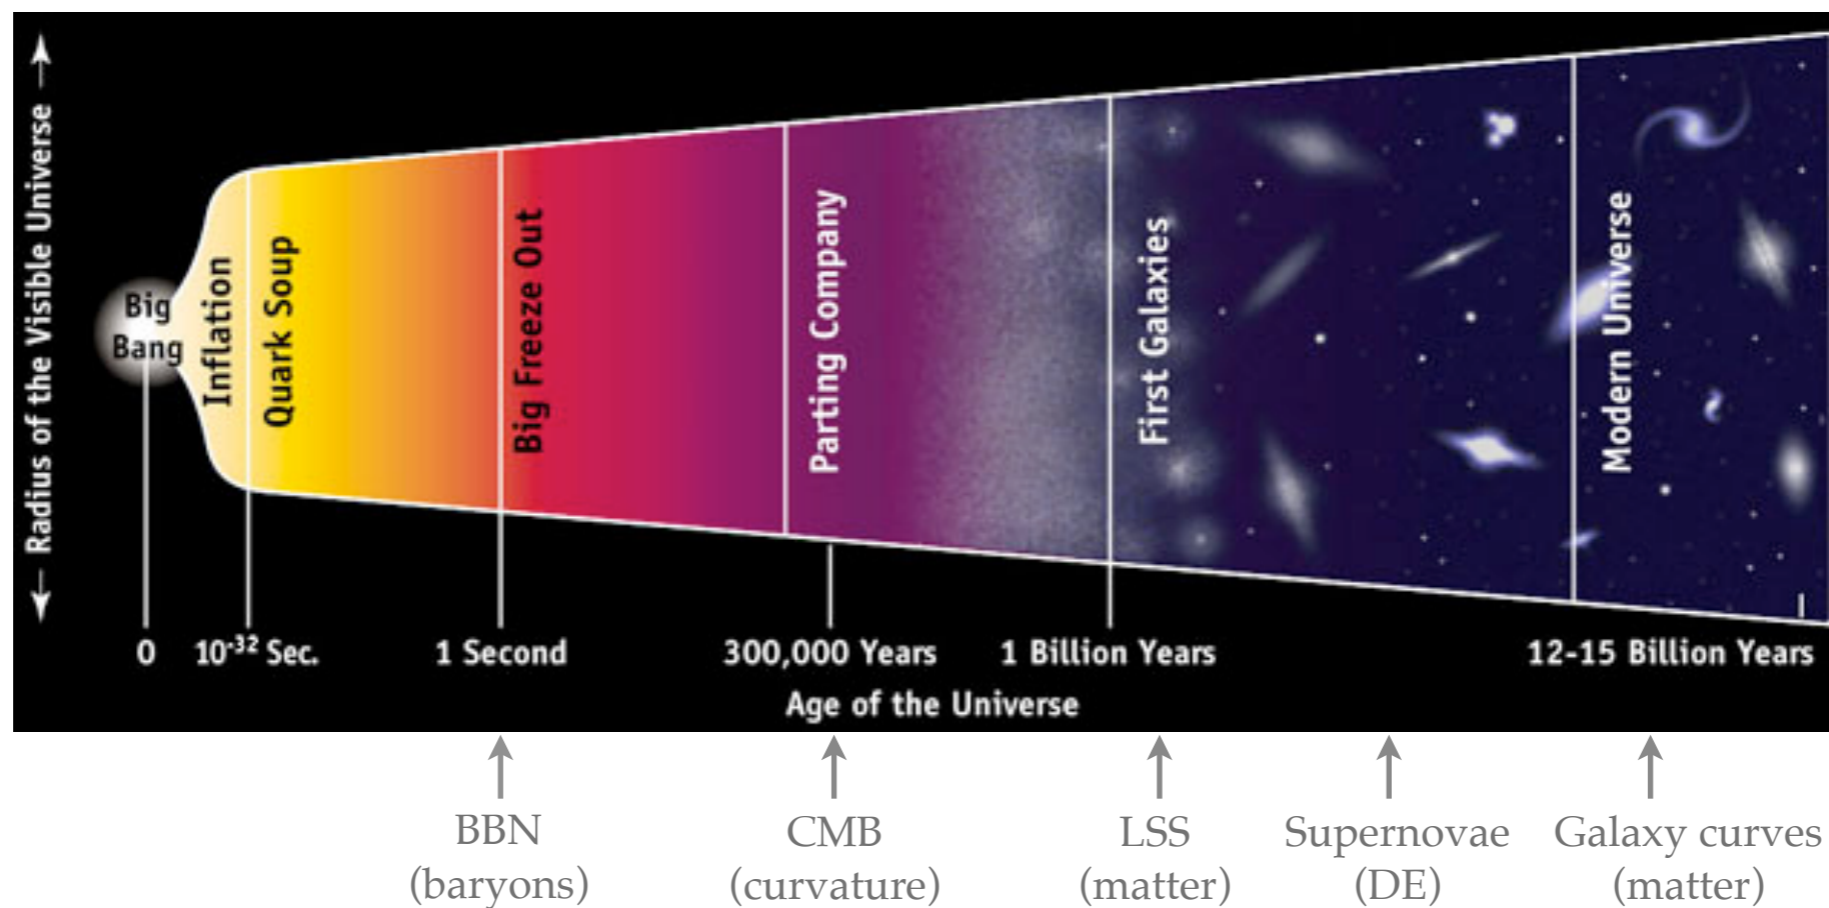 ← Radius of the Visible Universe →
Big
Bang
Inflation
Quark Soup
Big Freeze Out
Parting Company
First Galaxies
Modern Universe
0 10⁻³² Sec. 1 Second 300,000 Years 1 Billion Years 12-15 Billion Years
Age of the Universe
BBN CMB LSS Supernovae Galaxy curves
(baryons) (curvature) (matter) (DE) (matter)